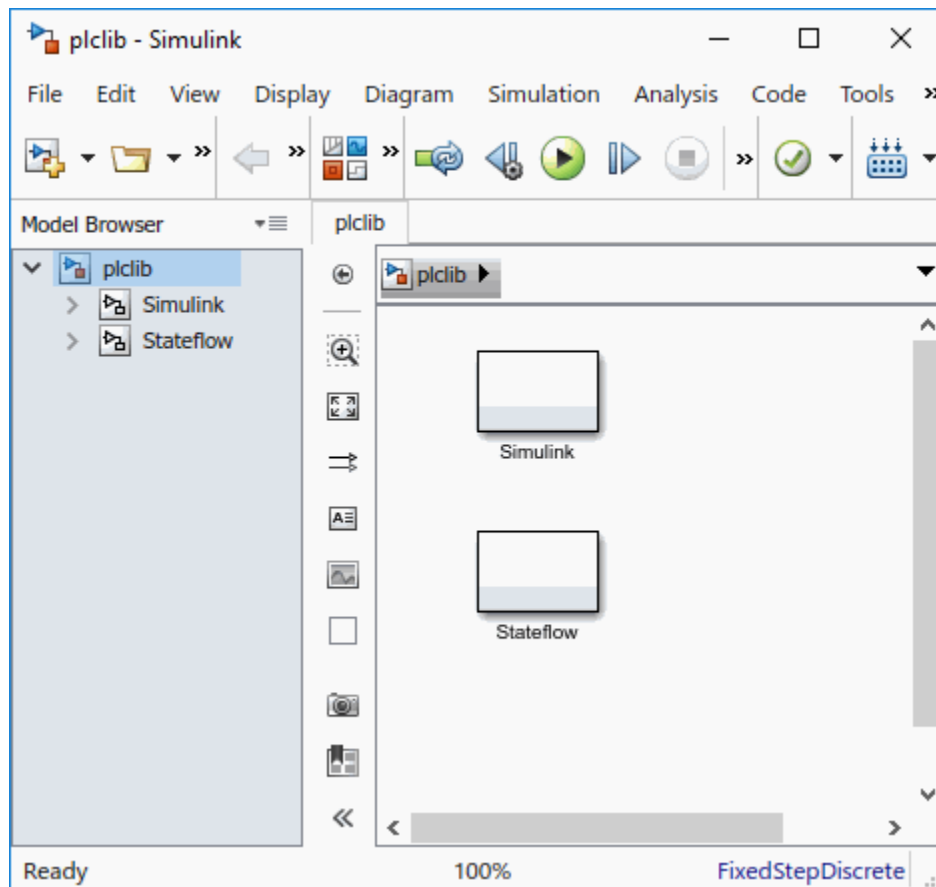 plclib - Simulink
File Edit View Display Diagram Simulation Analysis Code Tools »
Model Browser
plclib
plclib
Simulink
Stateflow
plclib
Simulink
Stateflow
Ready 100% FixedStepDiscrete